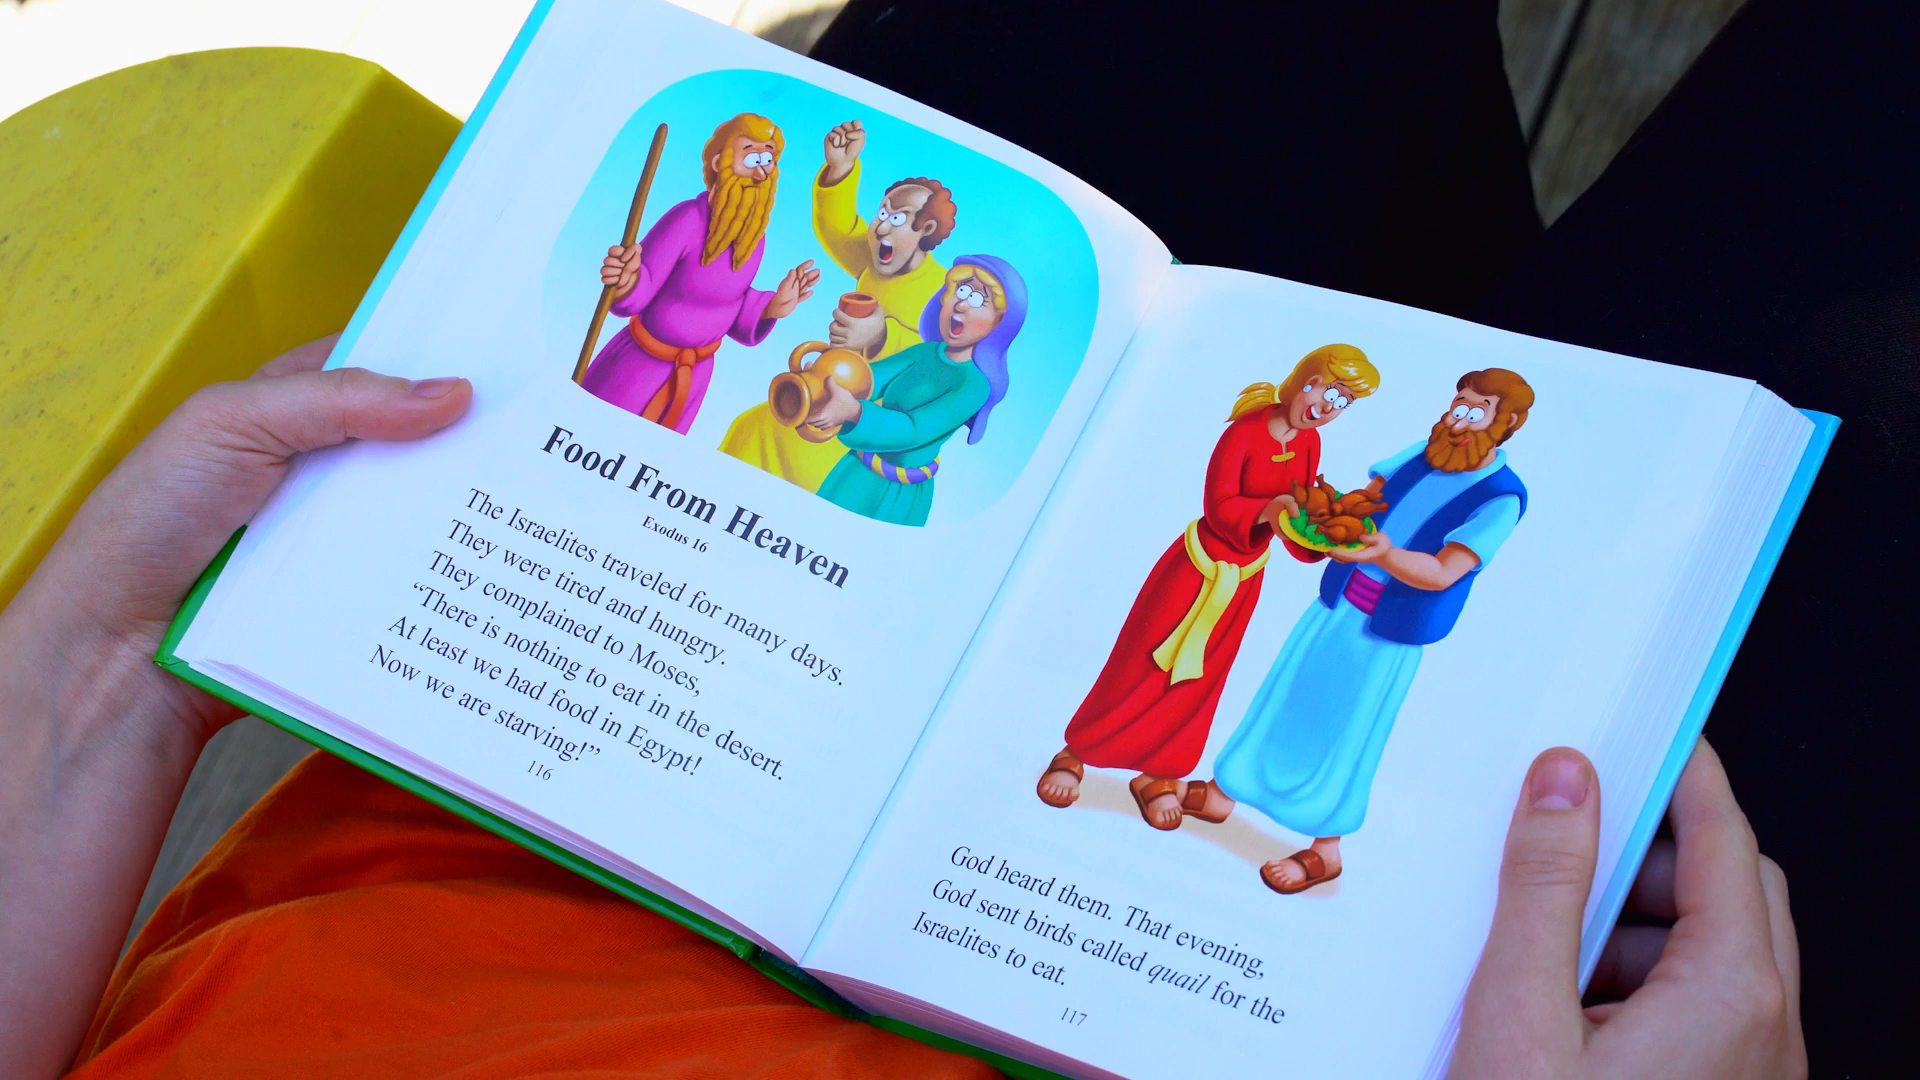 Food From Heaven
Exodus 16
The Israelites traveled for many days.
They were tired and hungry.
They complained to Moses,
“There is nothing to eat in the desert.
At least we had food in Egypt!
Now we are starving!”
116
God heard them. That evening,
God sent birds called quail for the
Israelites to eat.
117